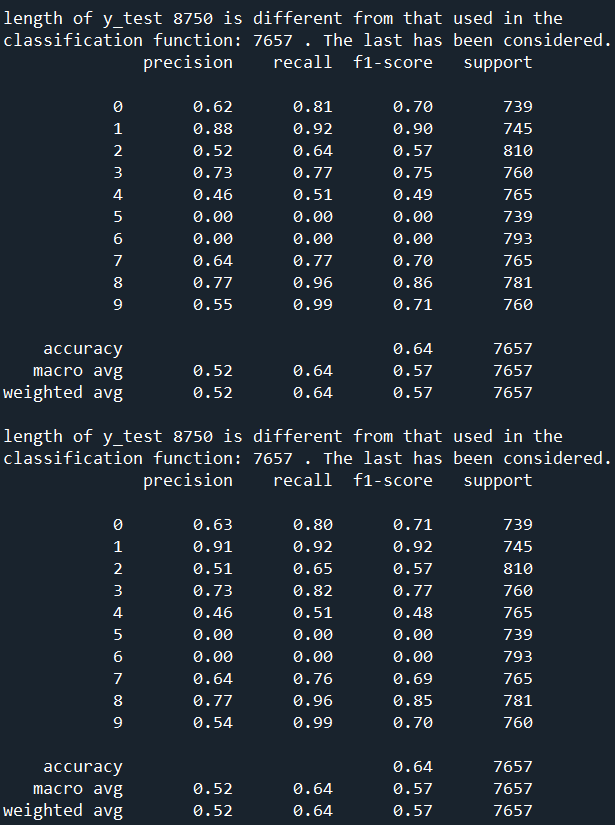 length of y_test 8750 is different from that used in the
classification function: 7657 . The last has been considered.
precision recall f1-score support
0 0.62 0.81 0.70 739
1 0.88 0.92 0.90 745
2 0.52 0.64 0.57 810
3 0.73 0.77 0.75 760
4 0.46 0.51 0.49 765
5 0.00 0.00 0.00 739
6 0.00 0.00 0.00 793
7 0.64 0.77 0.70 765
8 0.77 0.96 0.86 781
9 0.55 0.99 0.71 760
accuracy 0.64 7657
macro avg 0.52 0.64 0.57 7657
weighted avg 0.52 0.64 0.57 7657
length of y_test 8750 is different from that used in the
classification function: 7657 . The last has been considered.
precision recall f1-score support
0 0.63 0.80 0.71 739
1 0.91 0.92 0.92 745
2 0.51 0.65 0.57 810
3 0.73 0.82 0.77 760
4 0.46 0.51 0.48 765
5 0.00 0.00 0.00 739
6 0.00 0.00 0.00 793
7 0.64 0.76 0.69 765
8 0.77 0.96 0.85 781
9 0.54 0.99 0.70 760
accuracy 0.64 7657
macro avg 0.52 0.64 0.57 7657
weighted avg 0.52 0.64 0.57 7657